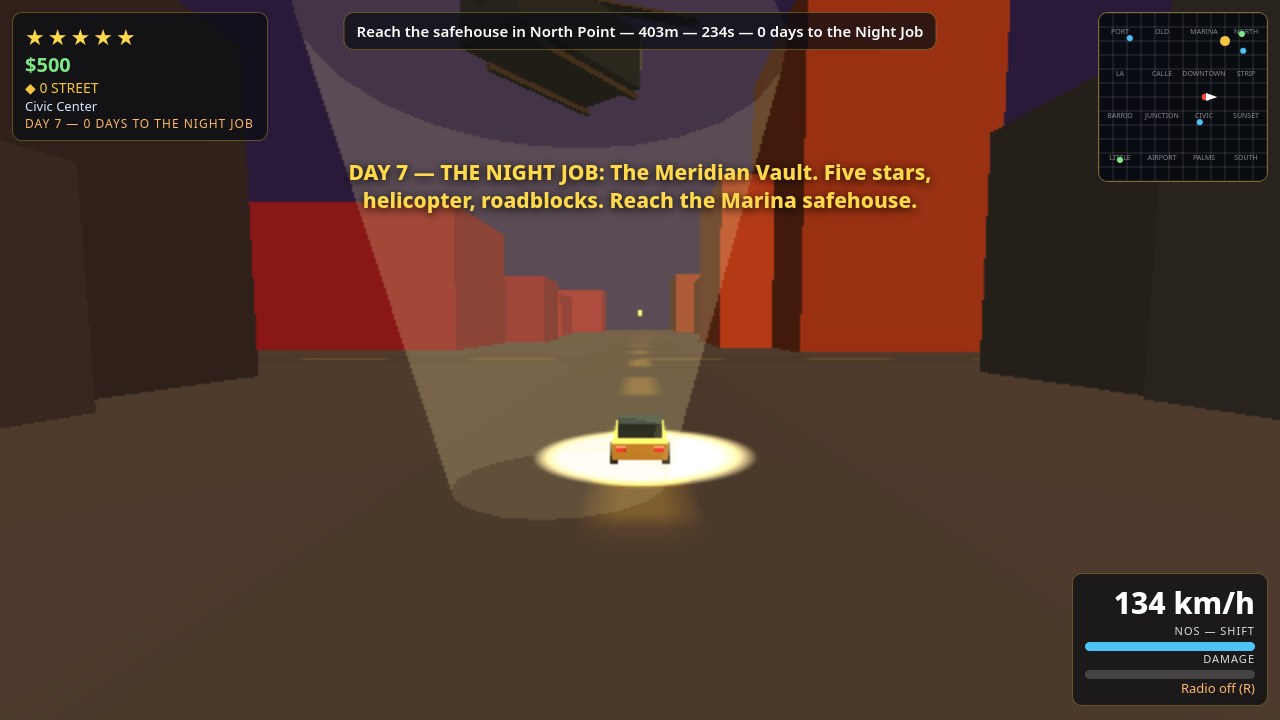 ★★★★★
$500
◆ 0 STREET
Civic Center
DAY 7 — 0 DAYS TO THE NIGHT JOB
Reach the safehouse in North Point — 403m — 234s — 0 days to the Night Job
PORT OLD MARINA NORTH
LA CALLE DOWNTOWN STRIP
BARRIO JUNCTION CIVIC SUNSET
LITTLE AIRPORT PALMS SOUTH
DAY 7 — THE NIGHT JOB: The Meridian Vault. Five stars,
helicopter, roadblocks. Reach the Marina safehouse.
134 km/h
NOS — SHIFT
DAMAGE
Radio off (R)